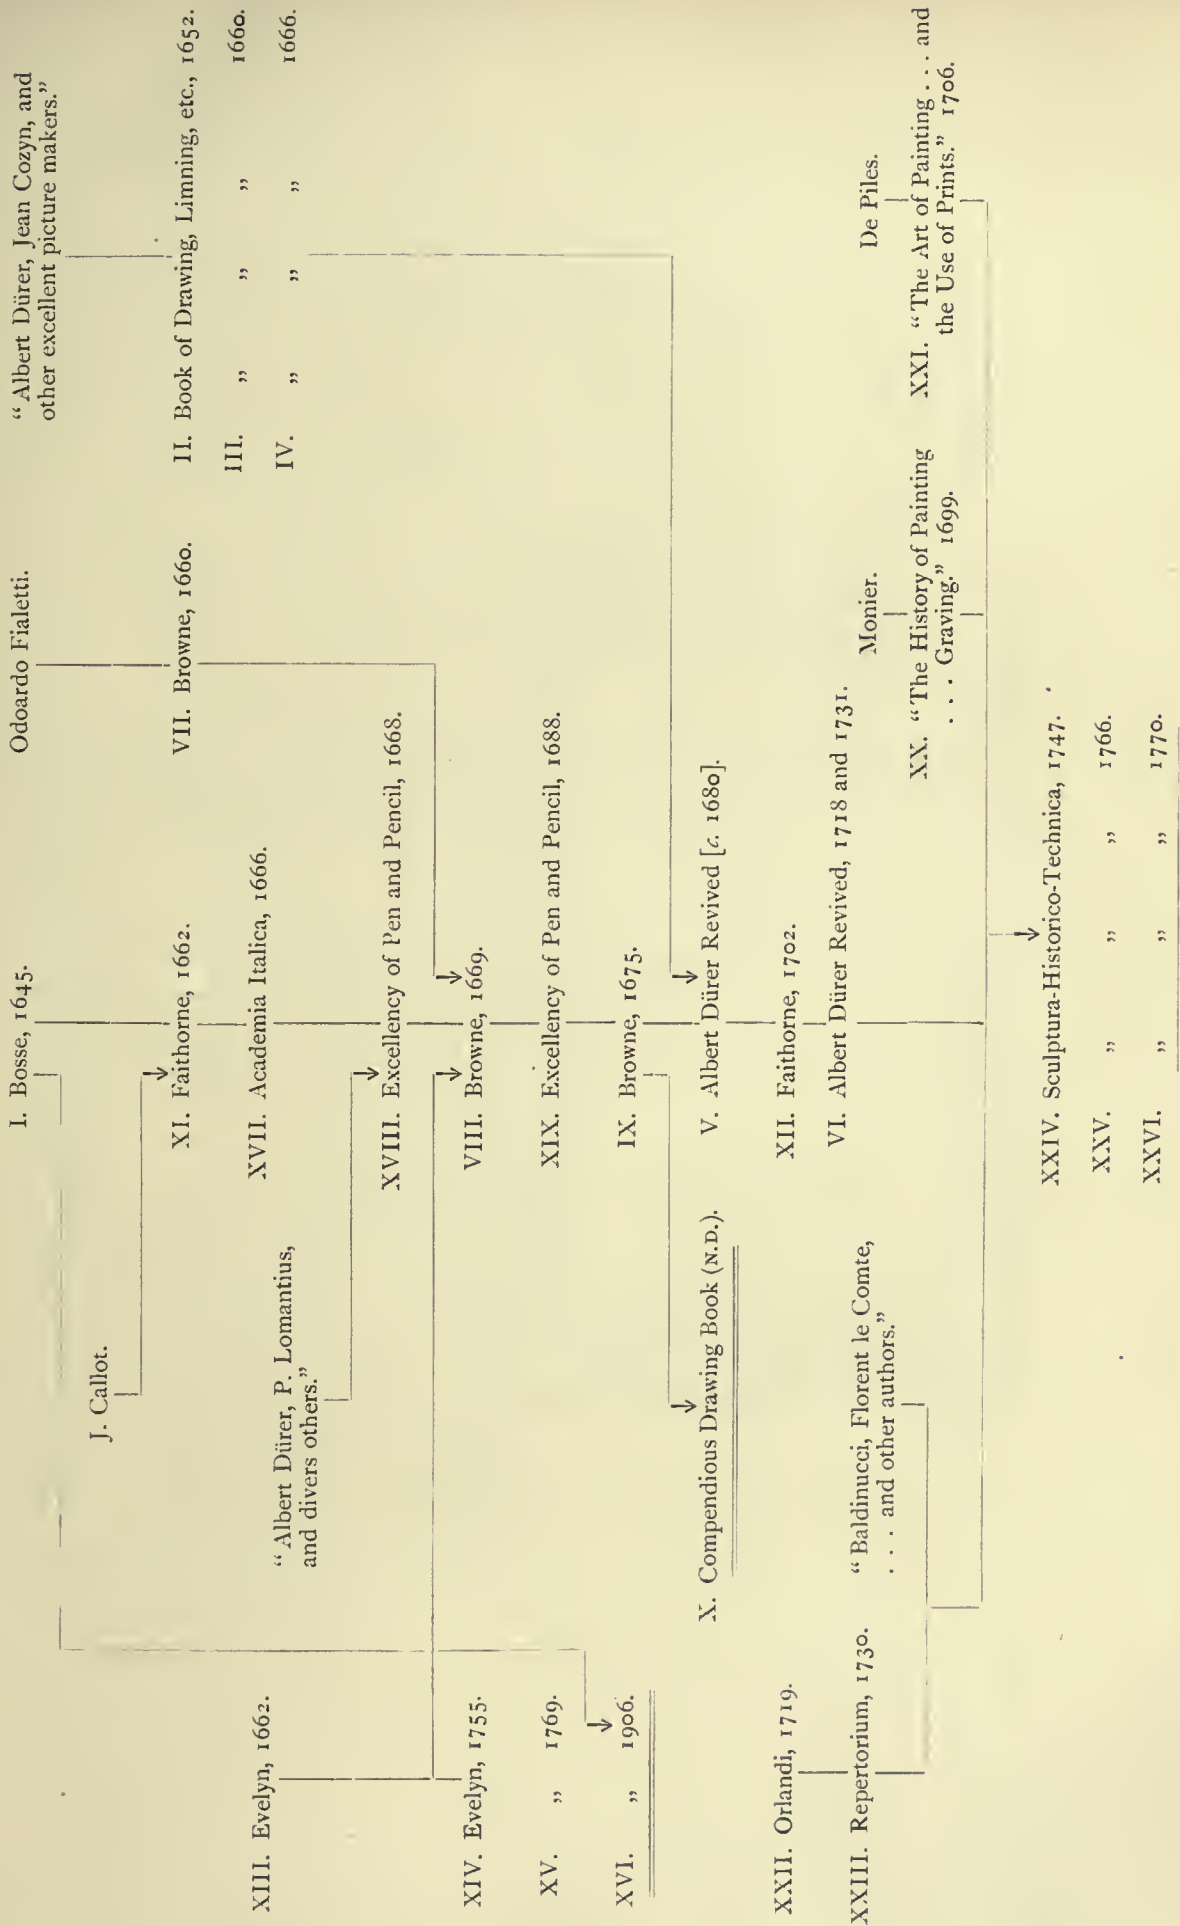 I. Bosse, 1645.
Odoardo Fialetti.
“Albert Dürer, Jean Cozyn, and
other excellent picture makers.”
J. Callot.
XI. Faithorne, 1662.
VII. Browne, 1660.
II. Book of Drawing, Limning, etc., 1652.
III. ,, ,, ,, 1660.
IV. ,, ,, ,, 1666.
XIII. Evelyn, 1662.
XVII. Academia Italica, 1666.
“Albert Dürer, P. Lomantius,
and divers others.”
XVIII. Excellency of Pen and Pencil, 1668.
XIV. Evelyn, 1755.
VIII. Browne, 1669.
XV. ,, 1769.
XIX. Excellency of Pen and Pencil, 1688.
XVI. ,, 1906.
IX. Browne, 1675.
X. Compendious Drawing Book (N.D.).
V. Albert Dürer Revived [c. 1680].
XXII. Orlandi, 1719.
XII. Faithorne, 1702.
XXIII. Repertorium, 1730.
“Baldinucci, Florent le Comte,
. . . and other authors.”
VI. Albert Dürer Revived, 1718 and 1731.
Monier.
De Piles.
XX. “The History of Painting
. . . Graving.” 1699.
XXI. “The Art of Painting . . . and
the Use of Prints.” 1706.
XXIV. Sculptura-Historico-Technica, 1747.
XXV. ,, ,, ,, 1766.
XXVI. ,, ,, ,, 1770.